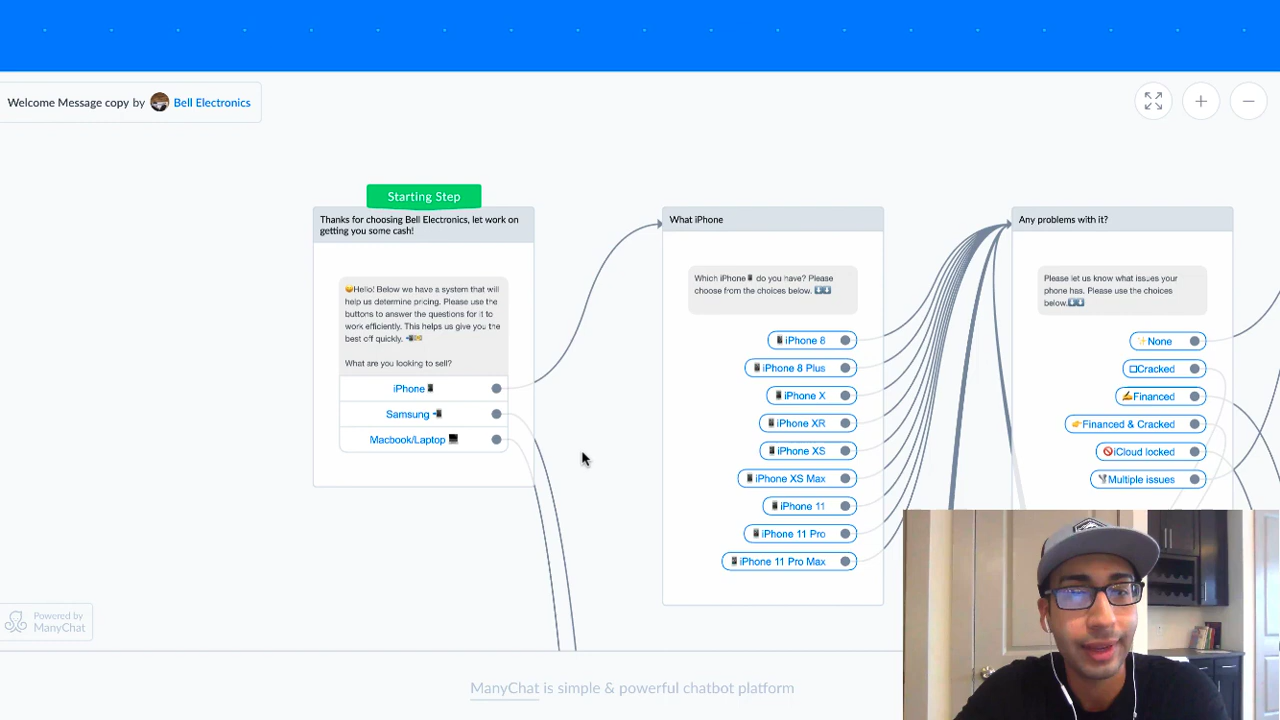 Welcome Message copy by Bell Electronics
Starting Step
Thanks for choosing Bell Electronics, let work on
getting you some cash!
😀Hello! Below we have a system that will
help us determine pricing. Please use the
buttons to answer the questions for it to
work efficiently. This helps us give you the
best off quickly. 📲💴
What are you looking to sell?
iPhone📱
Samsung 📲
Macbook/Laptop 💻
What iPhone
Which iPhone📱 do you have? Please
choose from the choices below. ⬇️⬇️
📱iPhone 8
📱iPhone 8 Plus
📱iPhone X
📱iPhone XR
📱iPhone XS
📱iPhone XS Max
📱iPhone 11
📱iPhone 11 Pro
📱iPhone 11 Pro Max
Any problems with it?
Please let us know what issues your
phone has. Please use the choices
below.⬇️⬇️
✨None
☐Cracked
✍️Financed
👉Financed & Cracked
🚫iCloud locked
Multiple issues
Powered by
ManyChat
ManyChat is simple & powerful chatbot platform